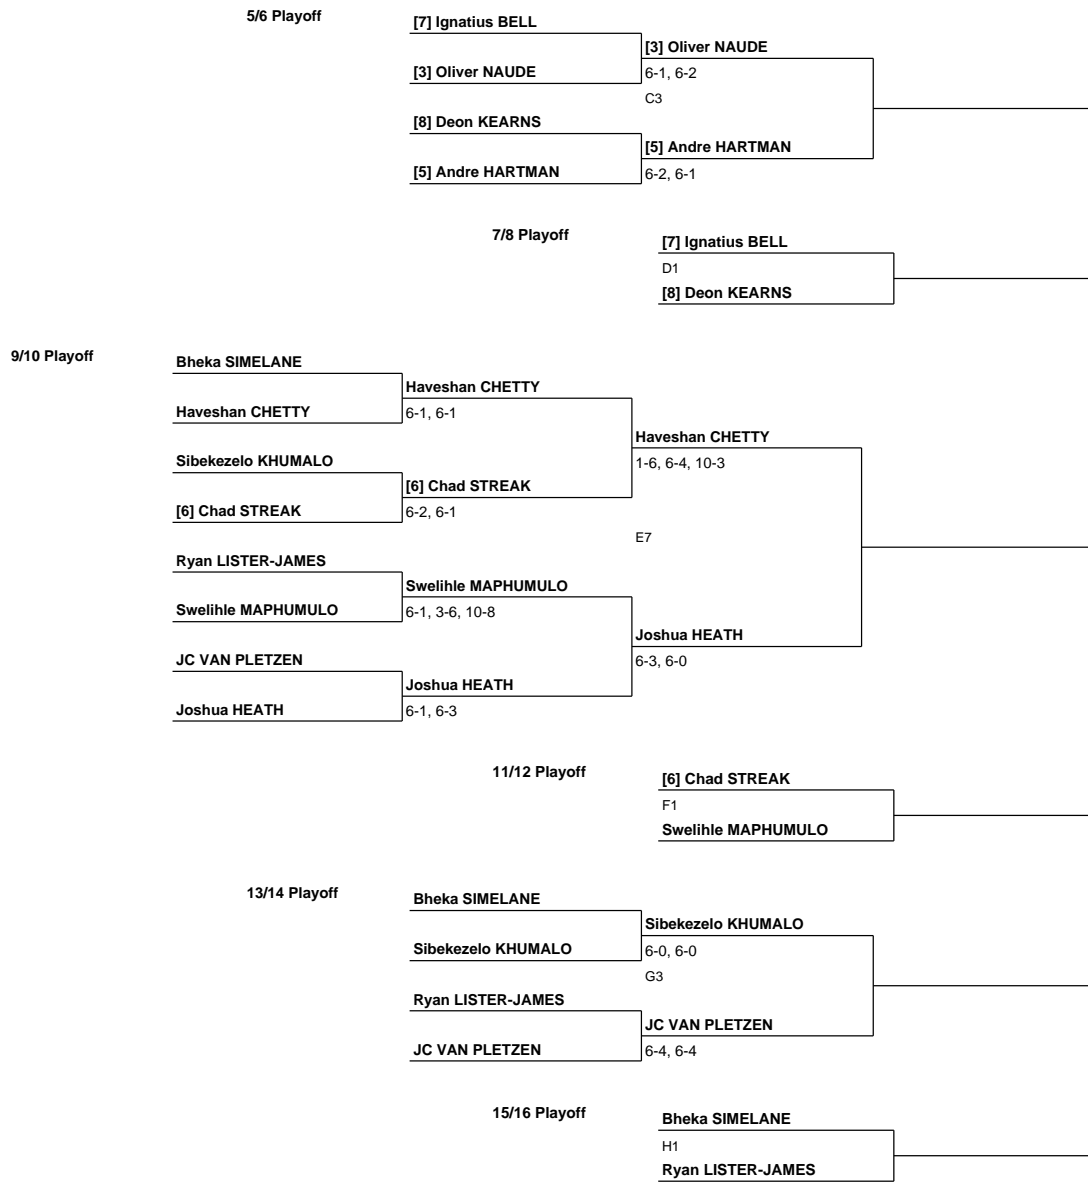 5/6 Playoff
[7] Ignatius BELL
[3] Oliver NAUDE
[3] Oliver NAUDE
6-1, 6-2
C3
[8] Deon KEARNS
[5] Andre HARTMAN
[5] Andre HARTMAN
6-2, 6-1
7/8 Playoff
[7] Ignatius BELL
D1
[8] Deon KEARNS
9/10 Playoff
Bheka SIMELANE
Haveshan CHETTY
Haveshan CHETTY
6-1, 6-1
Haveshan CHETTY
1-6, 6-4, 10-3
Sibekezelo KHUMALO
[6] Chad STREAK
[6] Chad STREAK
6-2, 6-1
E7
Ryan LISTER-JAMES
Swelihle MAPHUMULO
Swelihle MAPHUMULO
6-1, 3-6, 10-8
Joshua HEATH
6-3, 6-0
JC VAN PLETZEN
Joshua HEATH
Joshua HEATH
6-1, 6-3
11/12 Playoff
[6] Chad STREAK
F1
Swelihle MAPHUMULO
13/14 Playoff
Bheka SIMELANE
Sibekezelo KHUMALO
Sibekezelo KHUMALO
6-0, 6-0
G3
Ryan LISTER-JAMES
JC VAN PLETZEN
JC VAN PLETZEN
6-4, 6-4
15/16 Playoff
Bheka SIMELANE
H1
Ryan LISTER-JAMES